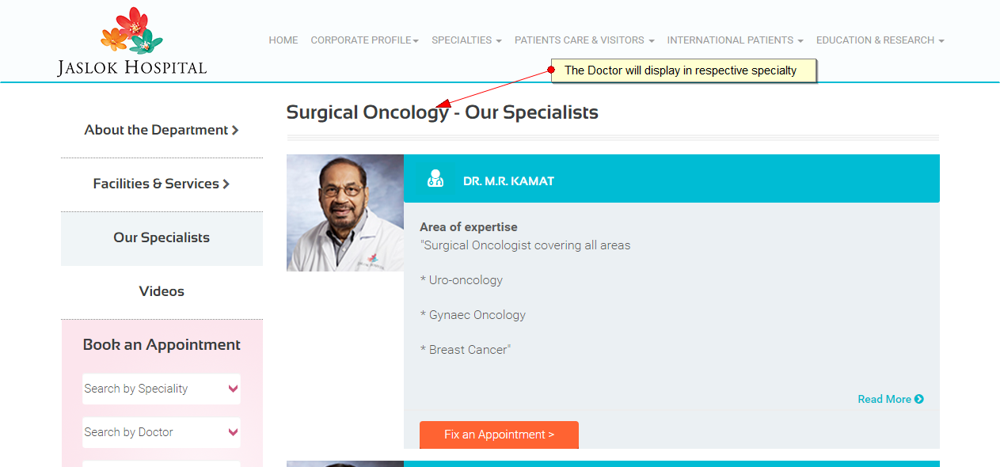 JASLOK HOSPITAL
HOME CORPORATE PROFILE SPECIALTIES PATIENTS CARE & VISITORS INTERNATIONAL PATIENTS EDUCATION & RESEARCH
The Doctor will display in respective specialty
Surgical Oncology - Our Specialists
About the Department
Facilities & Services
Our Specialists
Videos
Book an Appointment
Search by Speciality
Search by Doctor
DR. M.R. KAMAT
Area of expertise
"Surgical Oncologist covering all areas
* Uro-oncology
* Gynaec Oncology
* Breast Cancer"
Read More
Fix an Appointment >